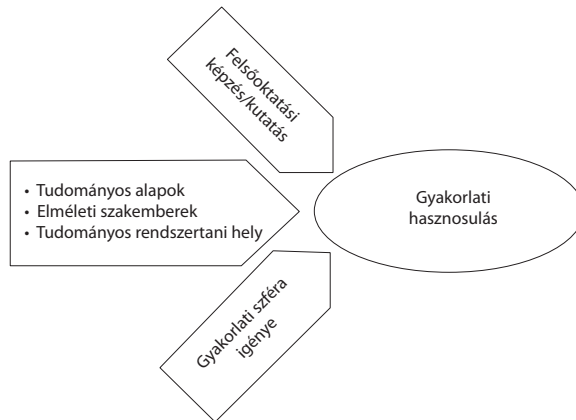 Felsőoktatási
képzés/kutatás
• Tudományos alapok
• Elméleti szakemberek
• Tudományos rendszertani hely
Gyakorlati
hasznosulás
Gyakorlati szféra
igénye